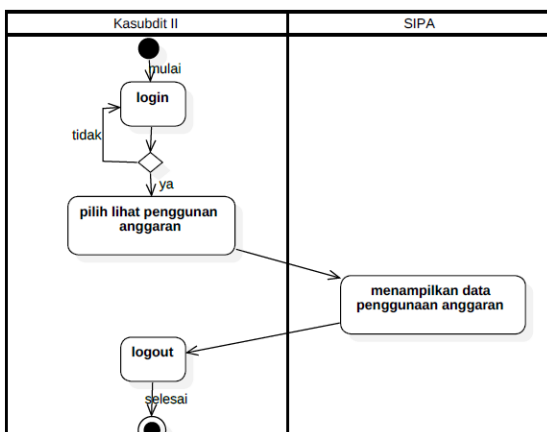 Kasubdit II
SIPA
mulai
login
tidak
ya
pilih lihat penggunan
anggaran
menampilkan data
penggunaan anggaran
logout
selesai